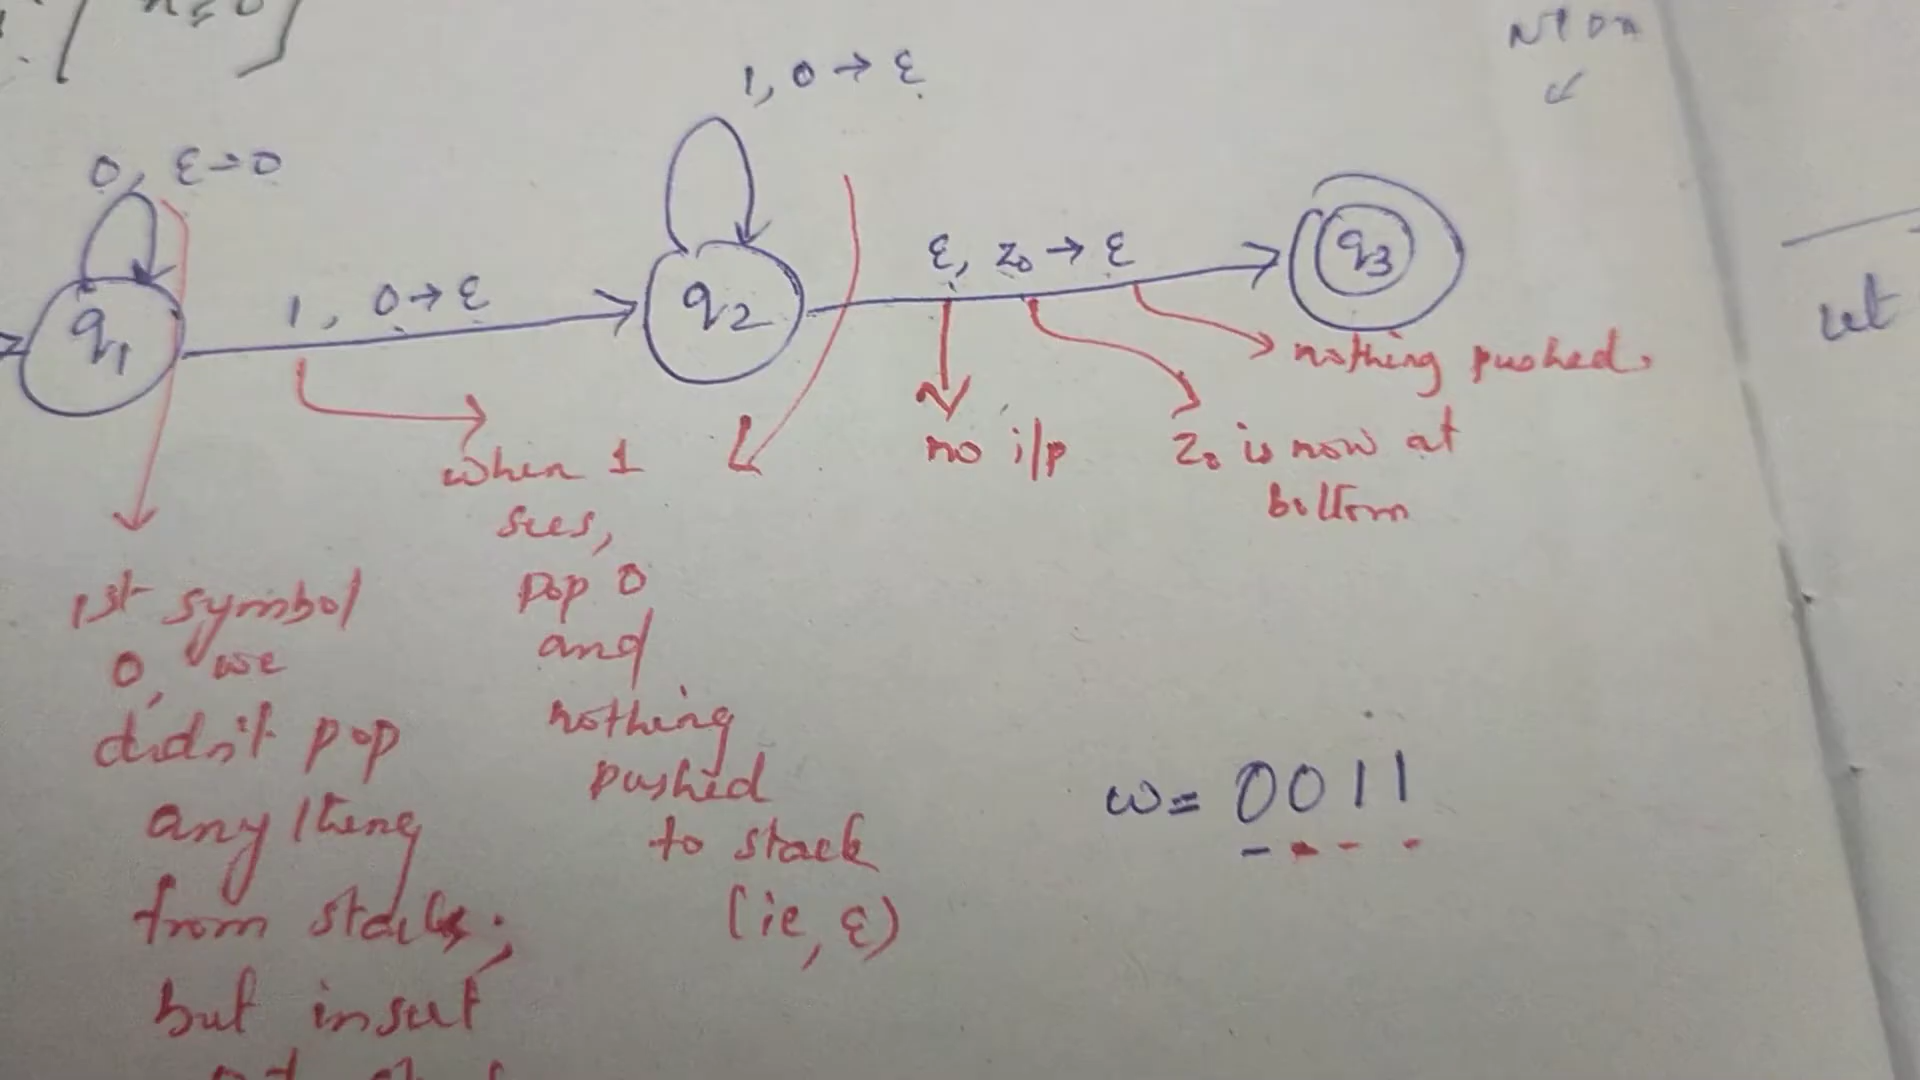 n≥0}
1, 0 → ε
0, ε → 0
ε, z₀ → ε
q3
1, 0 → ε
q1
q2
nothing pushed.
no i/p
z₀ is now at
bottom
when 1
sees,
pop 0
and
nothing
pushed
to stack
(ie, ε)
1st symbol
0, we
didn't pop
anything
from stack;
but insert
w = 0011